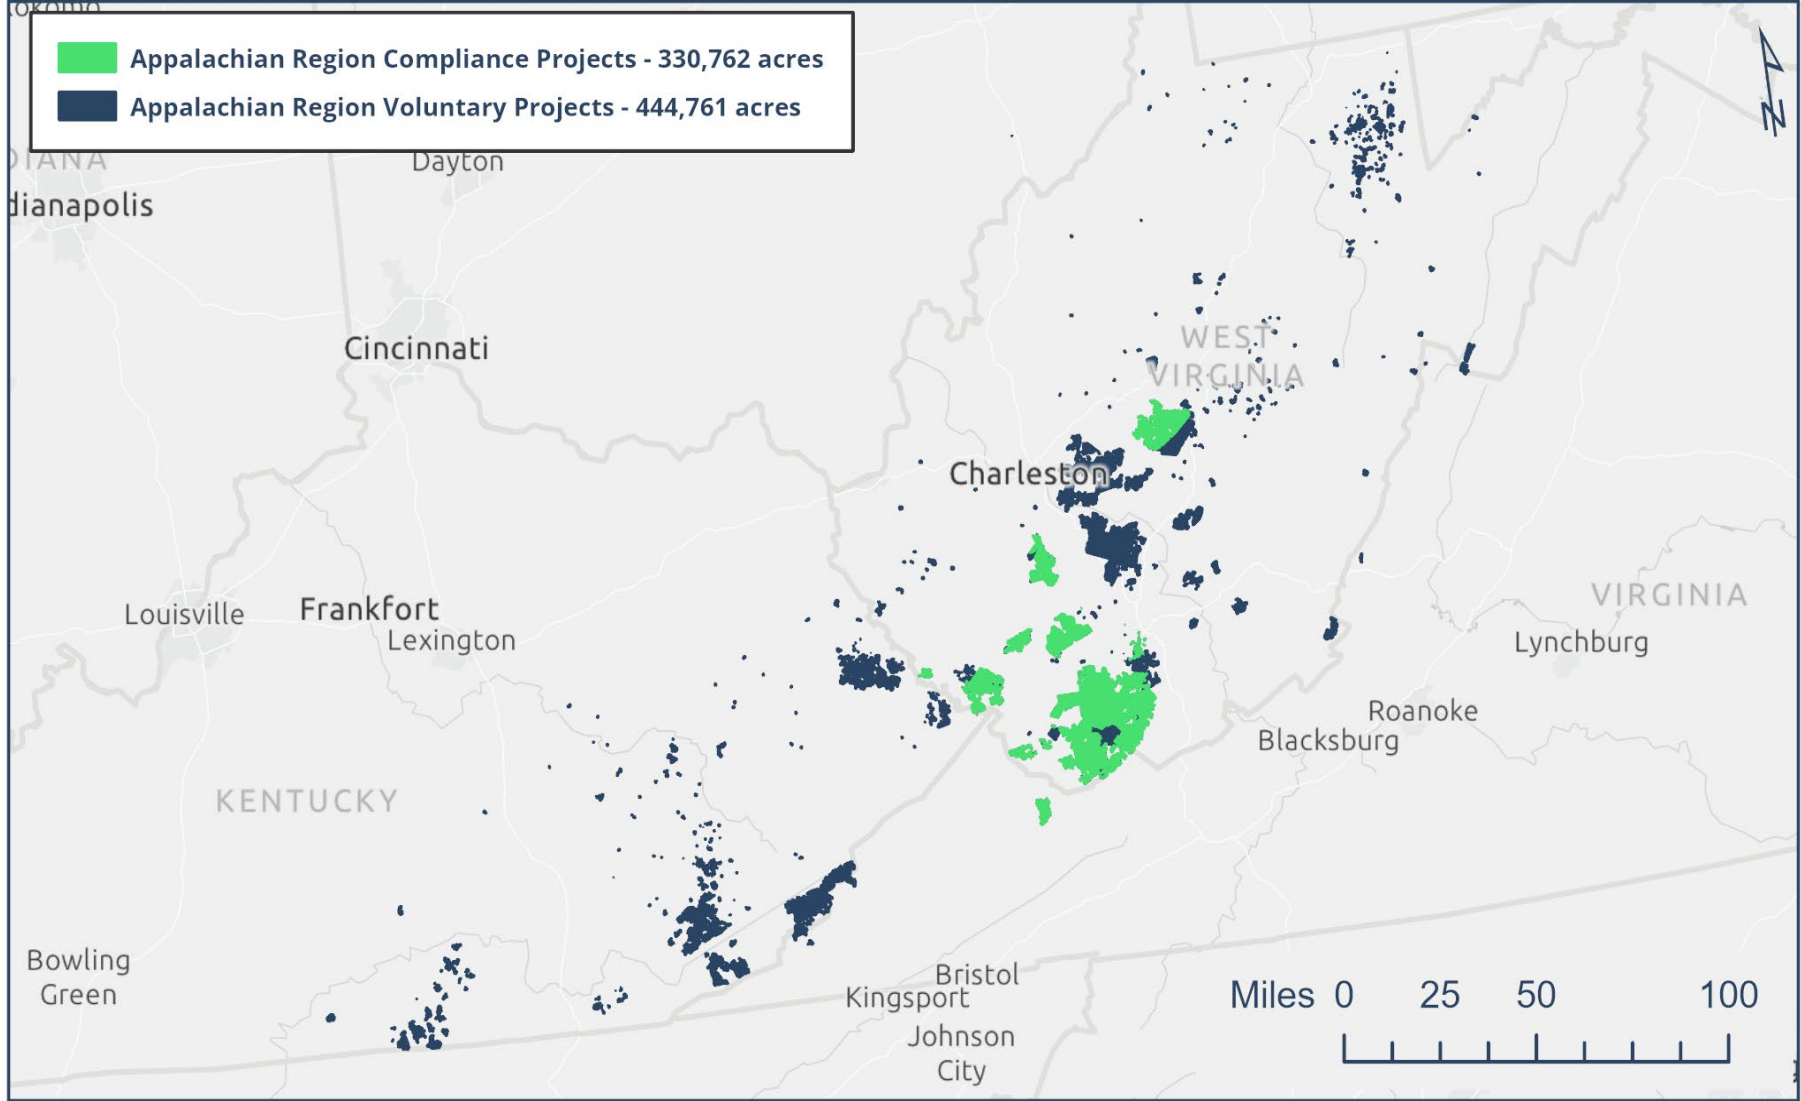 Appalachian Region Compliance Projects - 330,762 acres
Appalachian Region Voluntary Projects - 444,761 acres
DIANA
dianapolis
Dayton
Cincinnati
WEST
VIRGINIA
Charleston
Louisville
Frankfort
Lexington
VIRGINIA
Lynchburg
Roanoke
Blacksburg
KENTUCKY
Bowling
Green
Bristol
Kingsport
Johnson
City
Miles 0 25 50 100
N